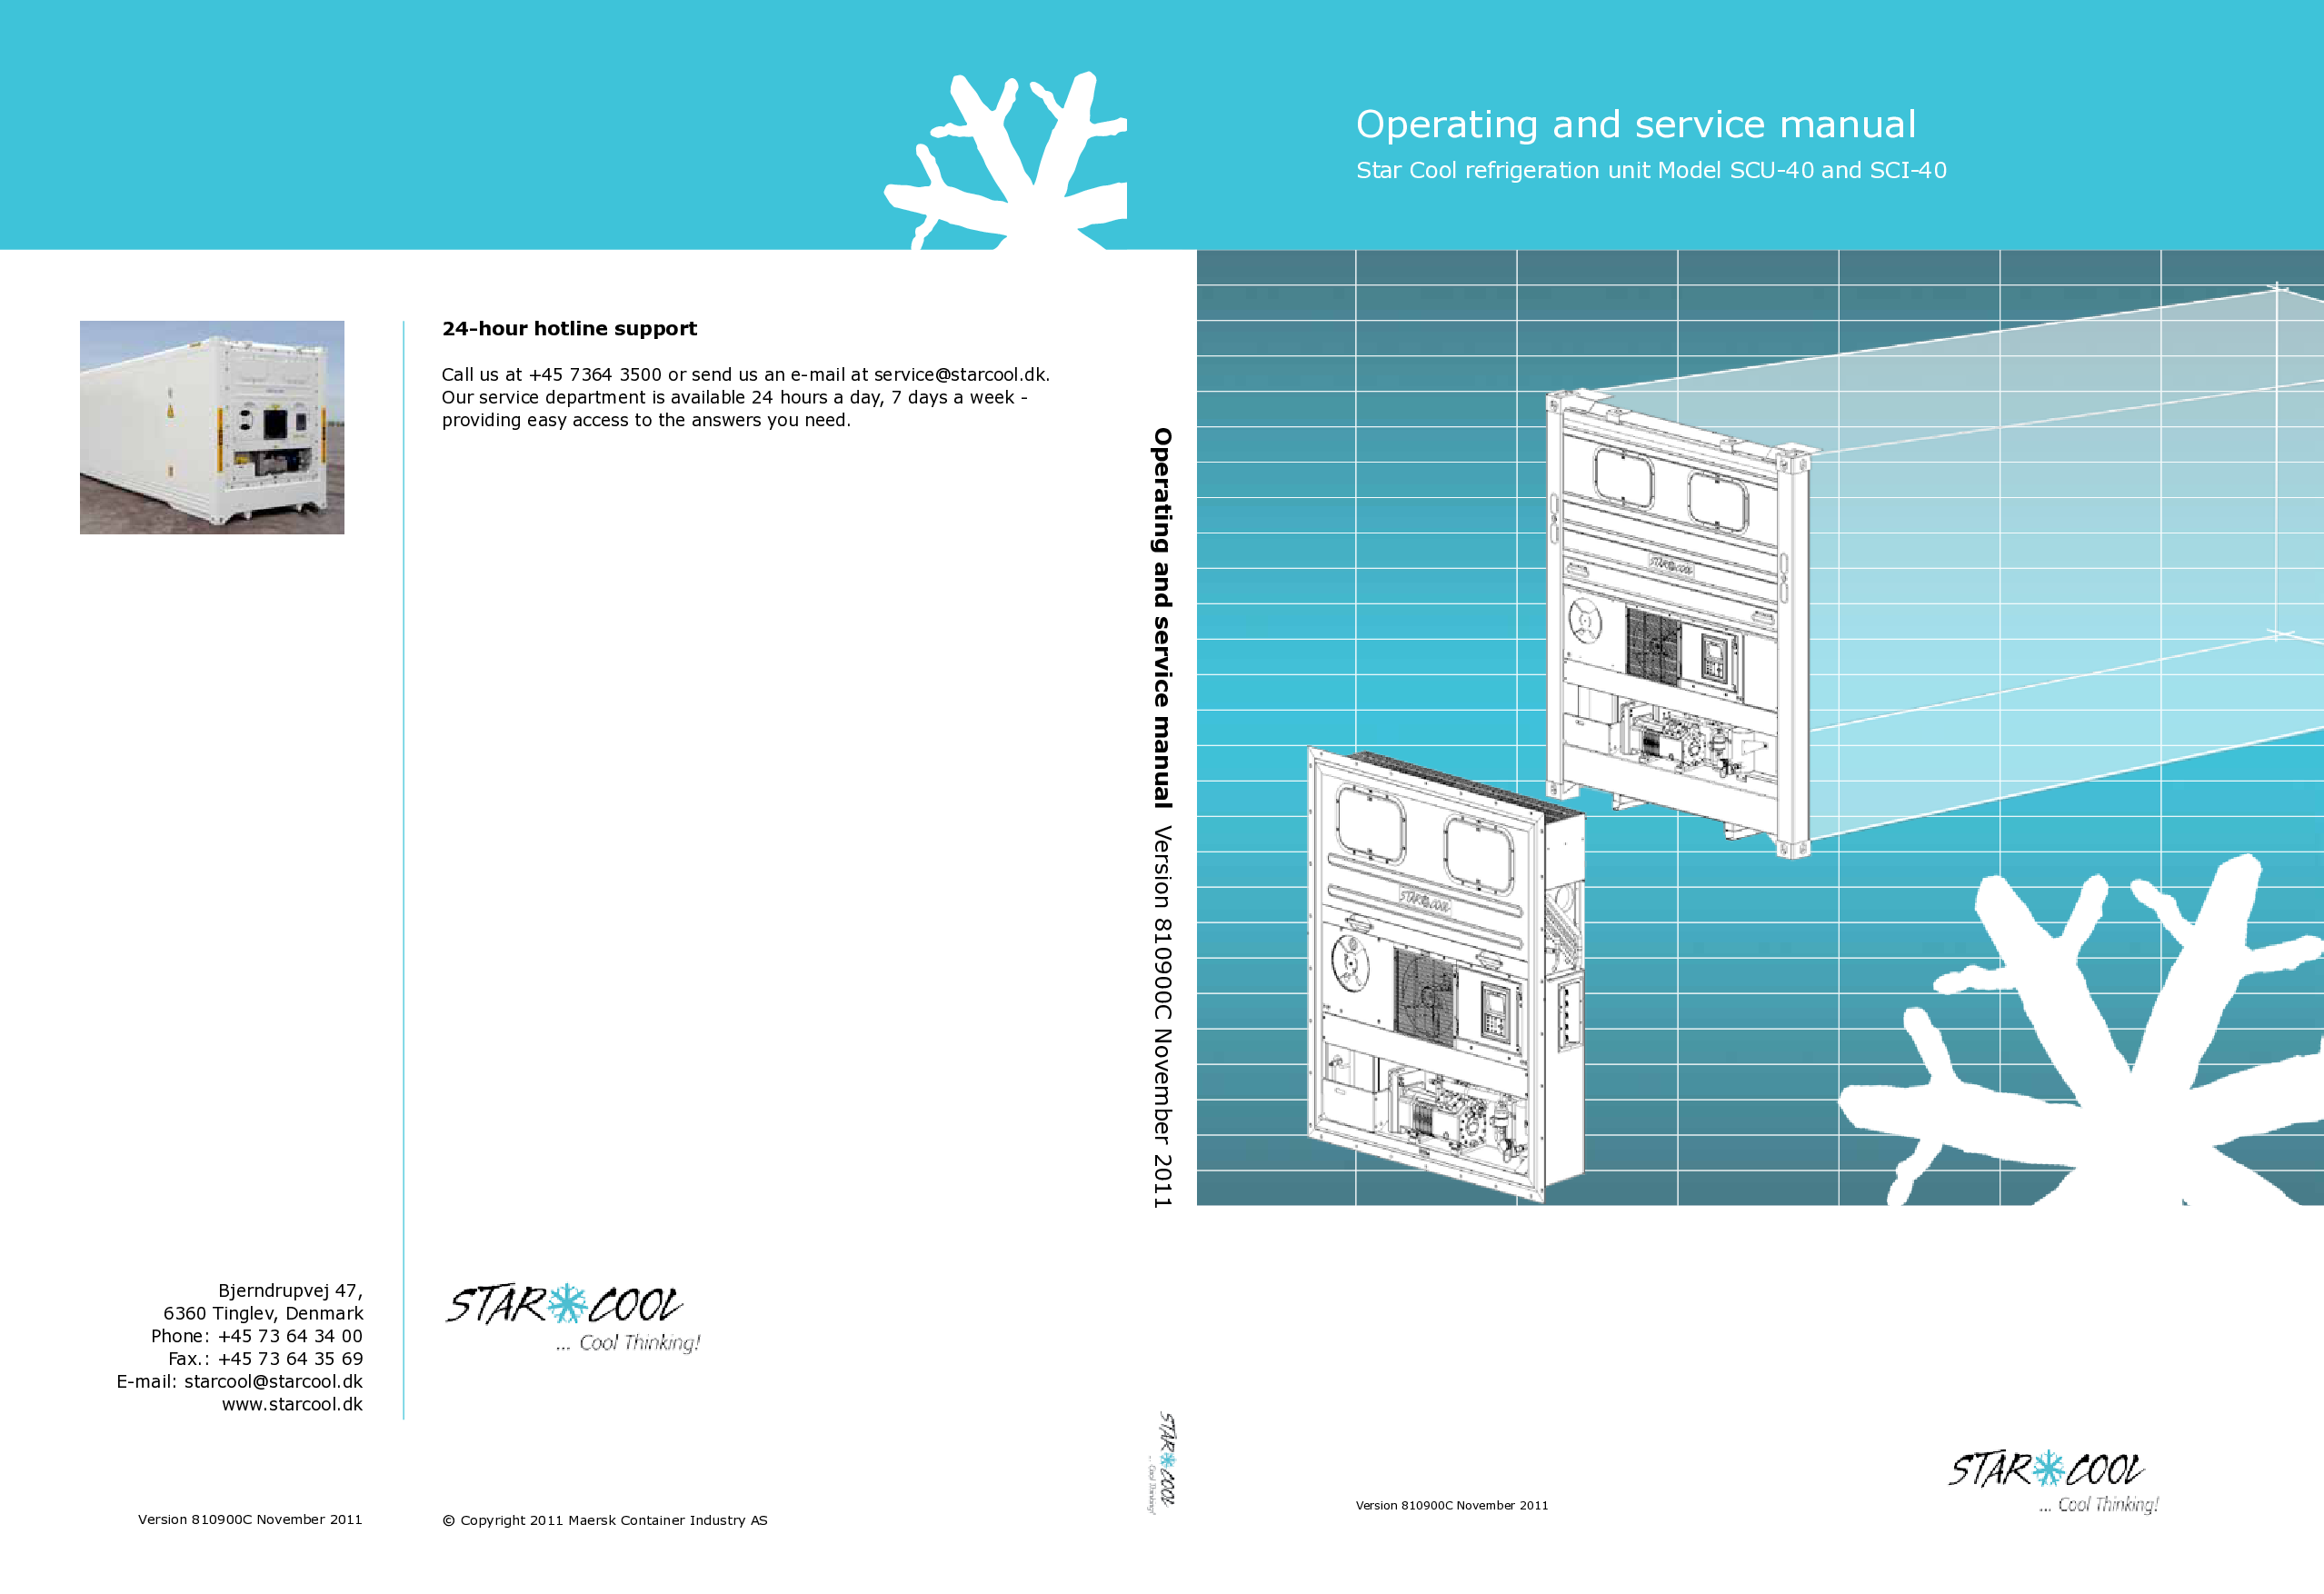 Operating and service manual
Star Cool refrigeration unit Model SCU-40 and SCI-40
24-hour hotline support
Call us at +45 7364 3500 or send us an e-mail at service@starcool.dk.
Our service department is available 24 hours a day, 7 days a week -
providing easy access to the answers you need.
Bjerndrupvej 47,
6360 Tinglev, Denmark
Phone: +45 73 64 34 00
Fax.: +45 73 64 35 69
E-mail: starcool@starcool.dk
www.starcool.dk
STAR COOL
... Cool Thinking!
Version 810900C November 2011
© Copyright 2011 Maersk Container Industry AS
Operating and service manual Version 810900C November 2011
STAR COOL
... Cool Thinking!
STAR COOL
STAR COOL
Version 810900C November 2011
STAR COOL
... Cool Thinking!